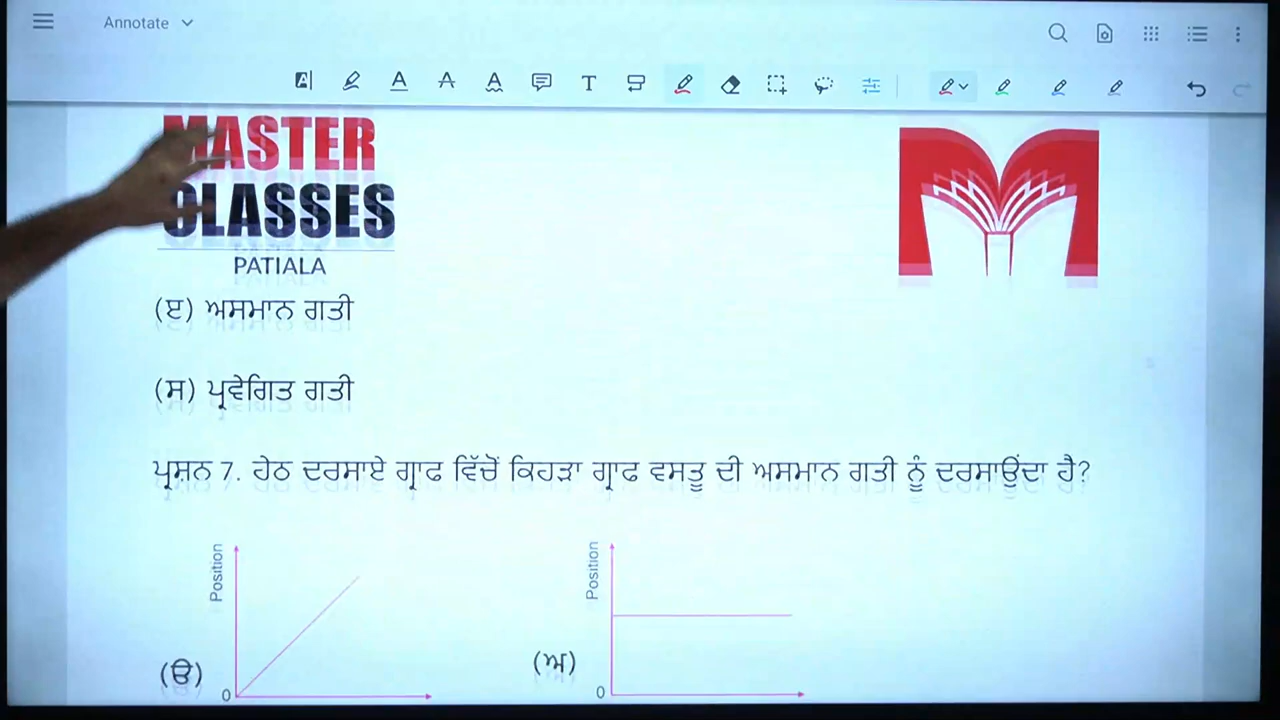 Annotate
MASTER
CLASSES
PATIALA
(ੲ) ਅਸਮਾਨ ਗਤੀ
(ਸ) ਪ੍ਰਵੇਗਿਤ ਗਤੀ
ਪ੍ਰਸ਼ਨ 7. ਹੇਠ ਦਰਸਾਏ ਗ੍ਰਾਫ ਵਿੱਚੋਂ ਕਿਹੜਾ ਗ੍ਰਾਫ ਵਸਤੂ ਦੀ ਅਸਮਾਨ ਗਤੀ ਨੂੰ ਦਰਸਾਉਂਦਾ ਹੈ?
Position
Position
(ੳ)
0
(ਅ)
0